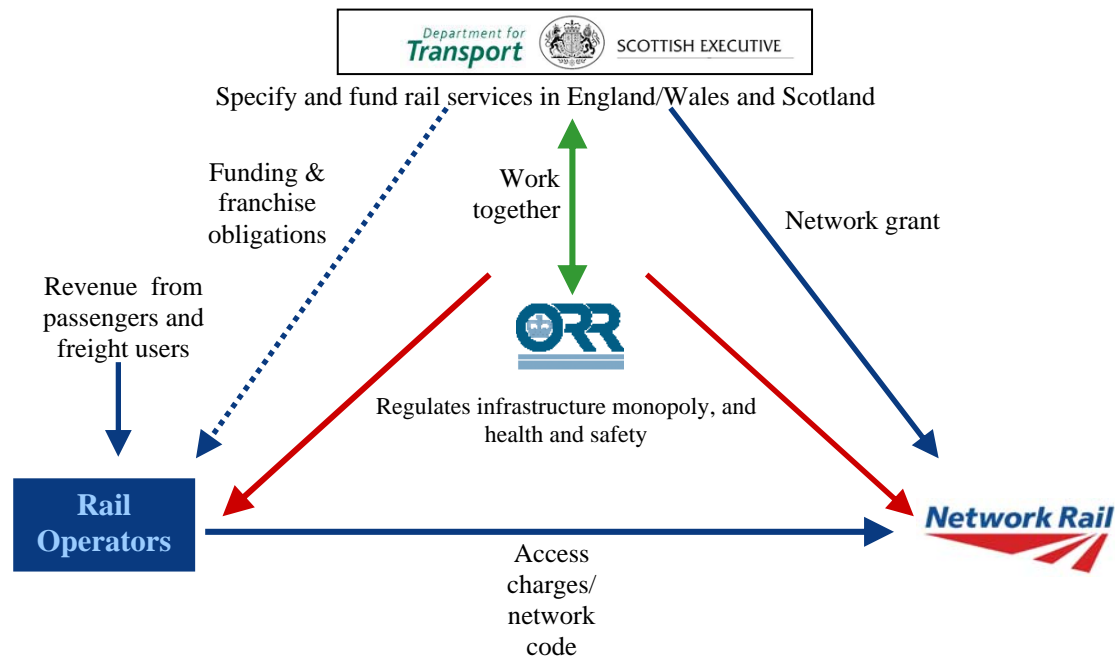 Department for
Transport
SCOTTISH EXECUTIVE
Specify and fund rail services in England/Wales and Scotland
Funding &
franchise
obligations
Work
together
Network grant
Revenue from
passengers and
freight users
ORR
Regulates infrastructure monopoly, and
health and safety
Rail
Operators
Network Rail
Access
charges/
network
code